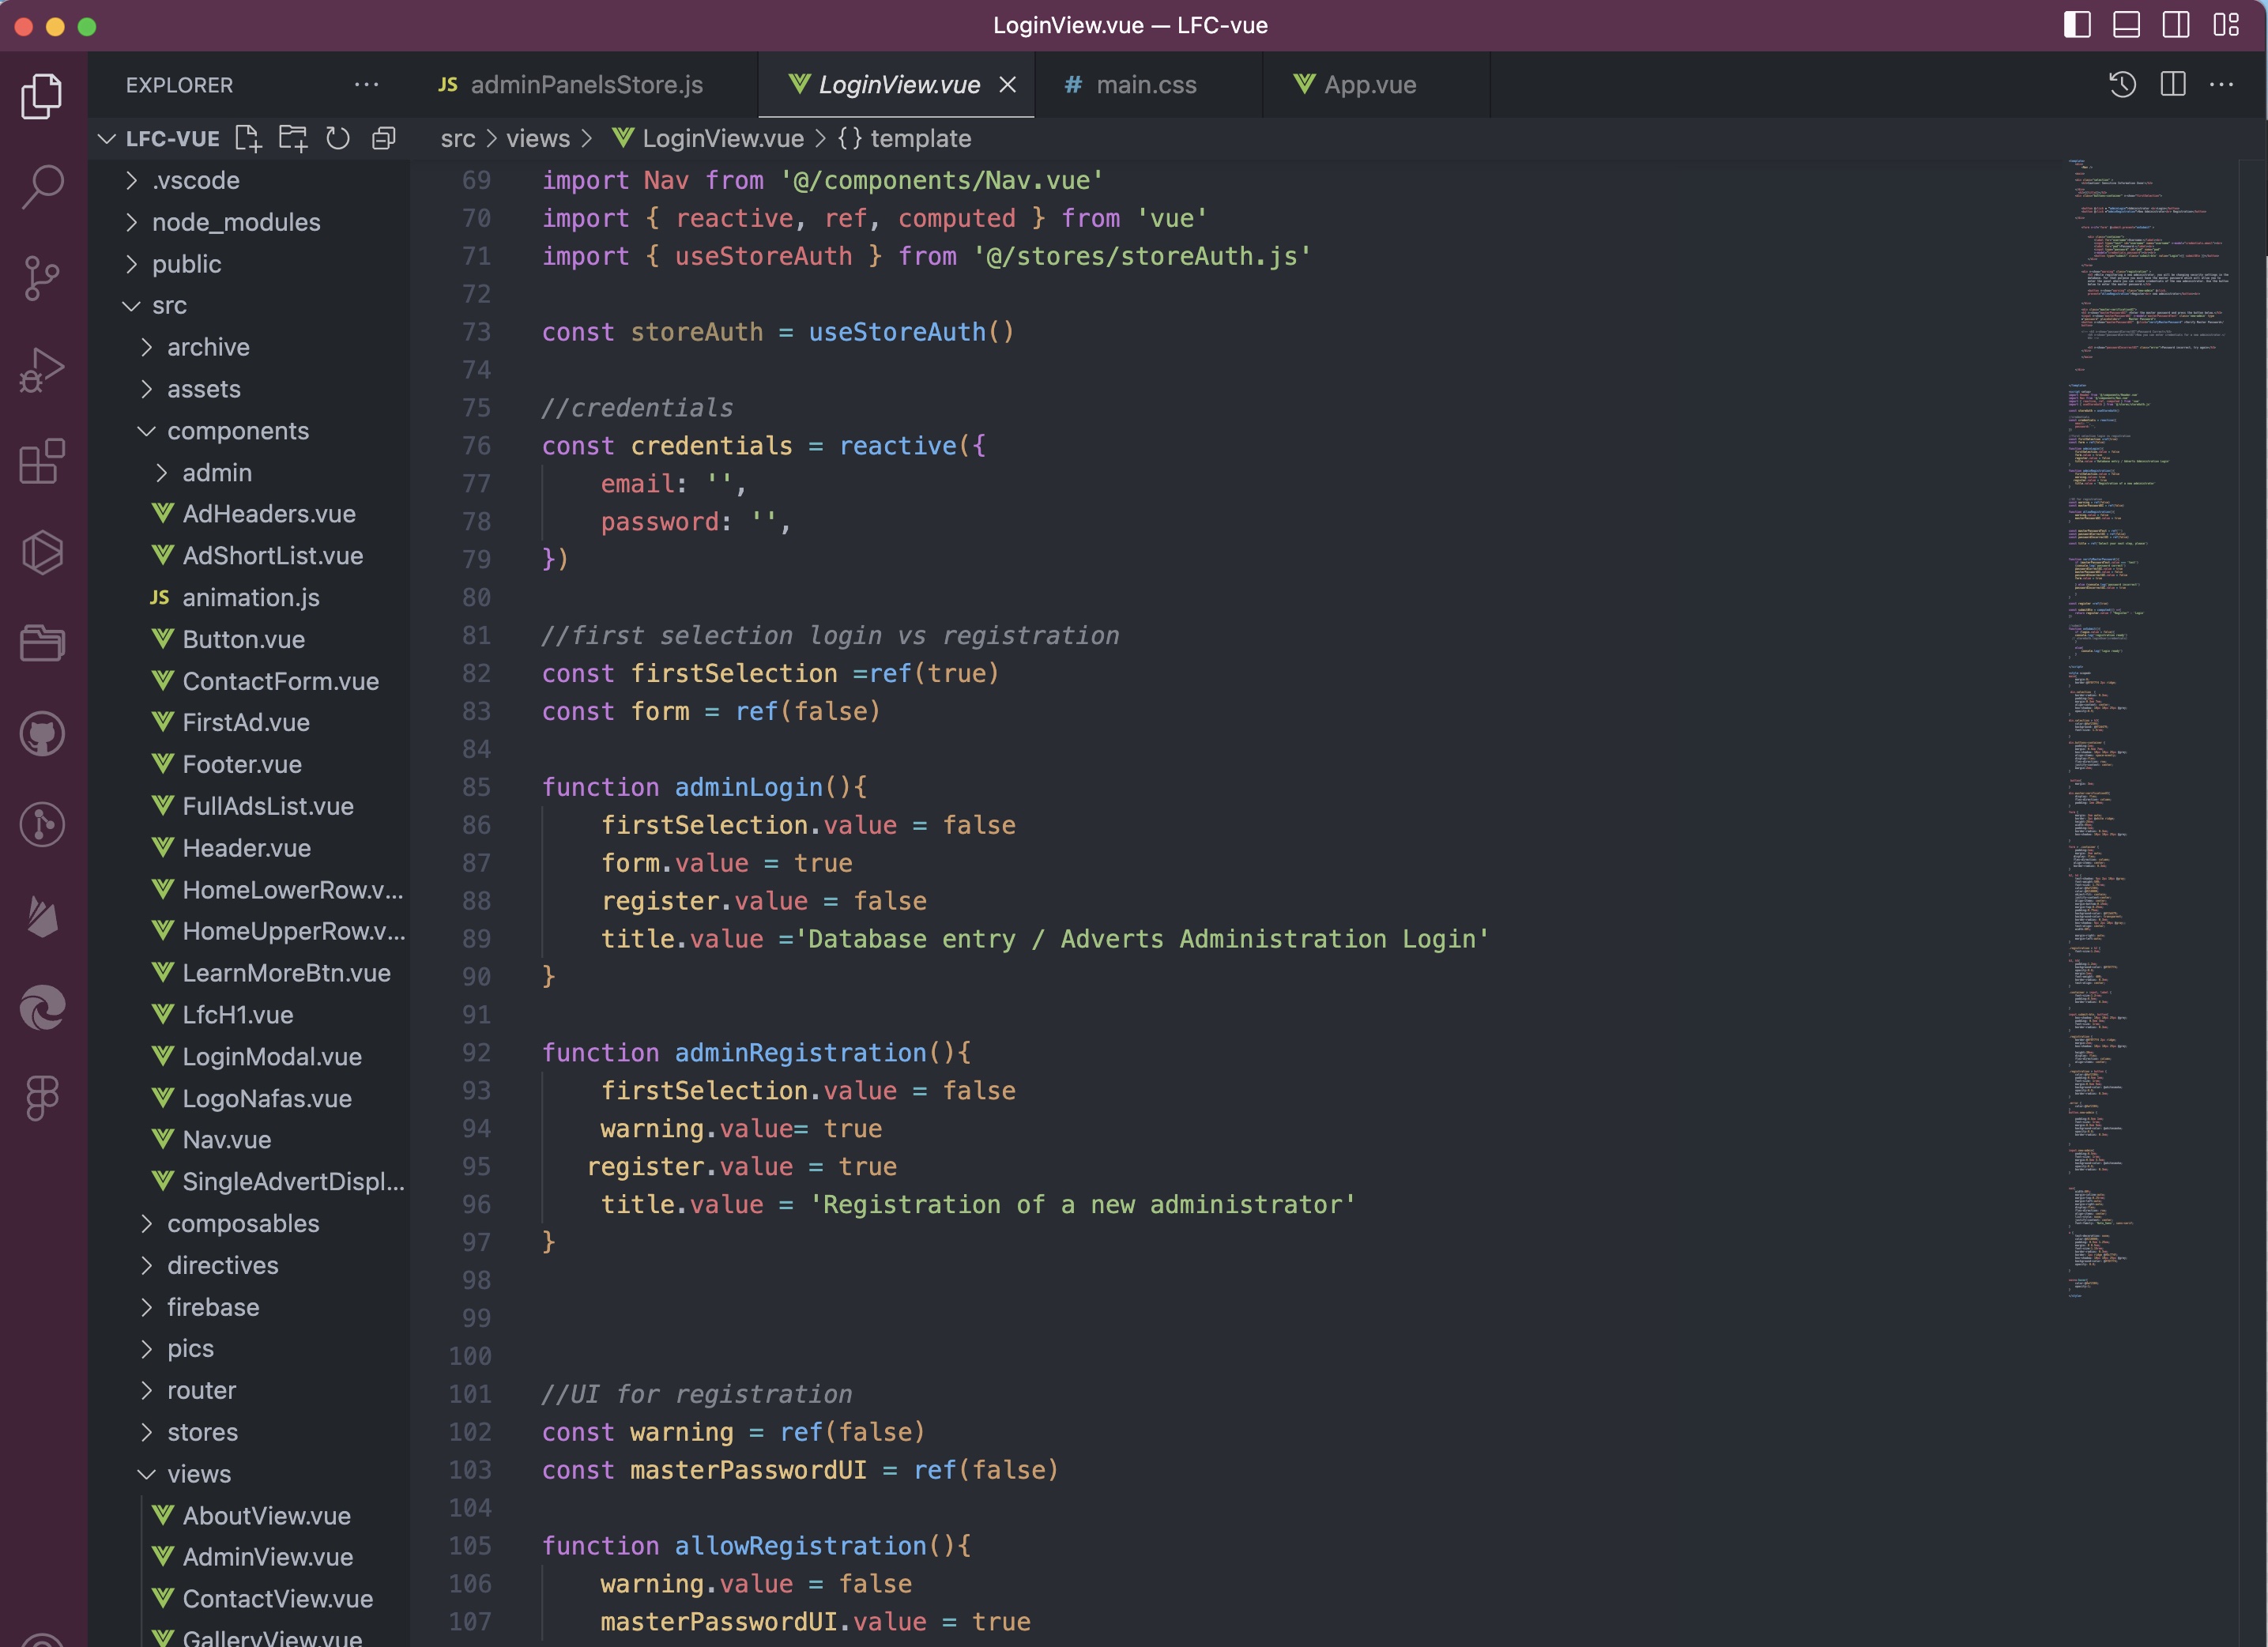 LoginView.vue — LFC-vue
EXPLORER
JS adminPanelsStore.js
LoginView.vue
# main.css
App.vue
LFC-VUE
src > views > LoginView.vue > {} template
.vscode
node_modules
public
src
archive
assets
components
admin
AdHeaders.vue
AdShortList.vue
JS animation.js
Button.vue
ContactForm.vue
FirstAd.vue
Footer.vue
FullAdsList.vue
Header.vue
HomeLowerRow.v...
HomeUpperRow.v...
LearnMoreBtn.vue
LfcH1.vue
LoginModal.vue
LogoNafas.vue
Nav.vue
SingleAdvertDispl...
composables
directives
firebase
pics
router
stores
views
AboutView.vue
AdminView.vue
ContactView.vue
GalleryView.vue
69 import Nav from '@/components/Nav.vue'
70 import { reactive, ref, computed } from 'vue'
71 import { useStoreAuth } from '@/stores/storeAuth.js'
72
73 const storeAuth = useStoreAuth()
74
75 //credentials
76 const credentials = reactive({
77     email: '',
78     password: '',
79 })
80
81 //first selection login vs registration
82 const firstSelection =ref(true)
83 const form = ref(false)
84
85 function adminLogin(){
86     firstSelection.value = false
87     form.value = true
88     register.value = false
89     title.value ='Database entry / Adverts Administration Login'
90 }
91
92 function adminRegistration(){
93     firstSelection.value = false
94     warning.value= true
95    register.value = true
96     title.value = 'Registration of a new administrator'
97 }
98
99
100
101 //UI for registration
102 const warning = ref(false)
103 const masterPasswordUI = ref(false)
104
105 function allowRegistration(){
106     warning.value = false
107     masterPasswordUI.value = true